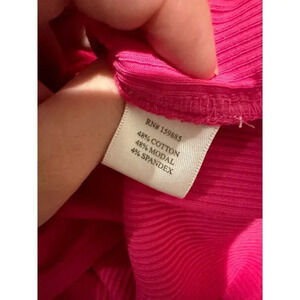 RN# 159885
48% COTTON
48% MODAL
4% SPANDEX